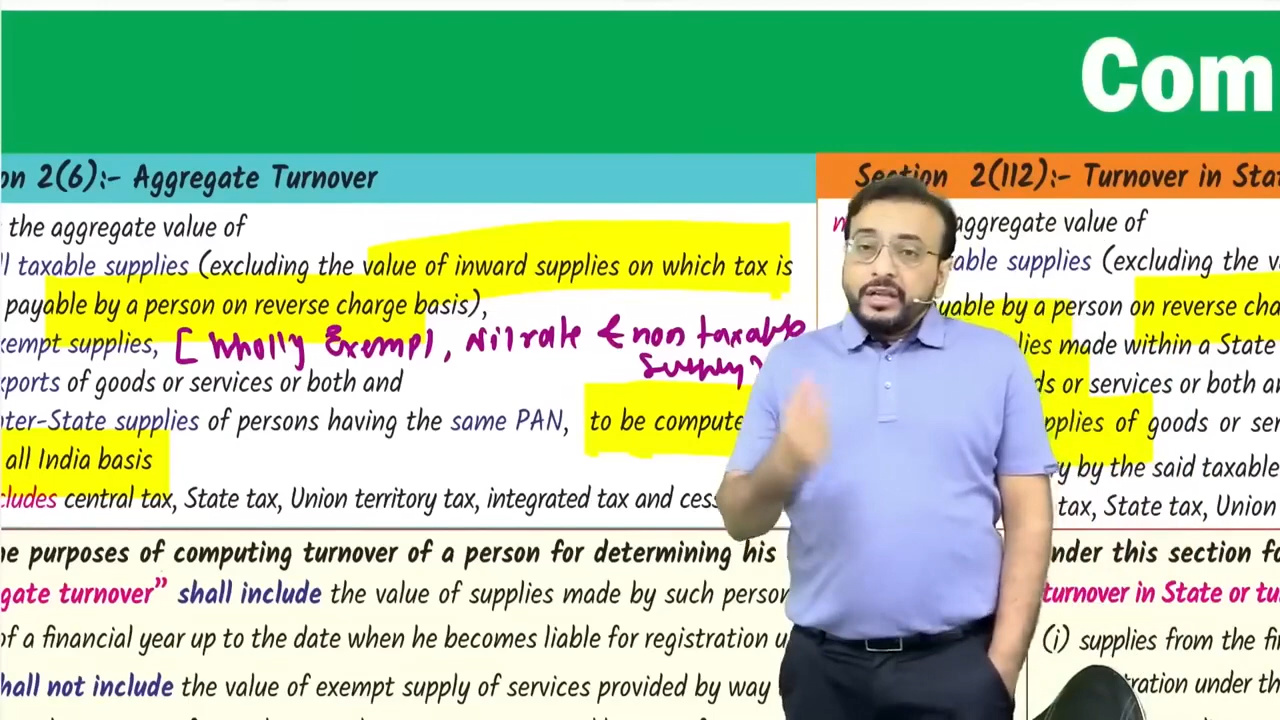 Com
on 2(6):- Aggregate Turnover
the aggregate value of
ll taxable supplies (excluding the value of inward supplies on which tax is
payable by a person on reverse charge basis),
xempt supplies, [Wholly Exempt, Nil rate & non taxable
supply]
xports of goods or services or both and
nter-State supplies of persons having the same PAN, to be compute
all India basis
cludes central tax, State tax, Union territory tax, integrated tax and cess
he purposes of computing turnover of a person for determining his
gate turnover” shall include the value of supplies made by such person
of a financial year up to the date when he becomes liable for registration u
hall not include the value of exempt supply of services provided by way
Section 2(112):- Turnover in Stat
aggregate value of
able supplies (excluding the v
yable by a person on reverse cha
lies made within a State
ds or services or both a
pplies of goods or ser
ry by the said taxable
tax, State tax, Union
nder this section fo
turnover in State or tu
(i) supplies from the fi
tration under th